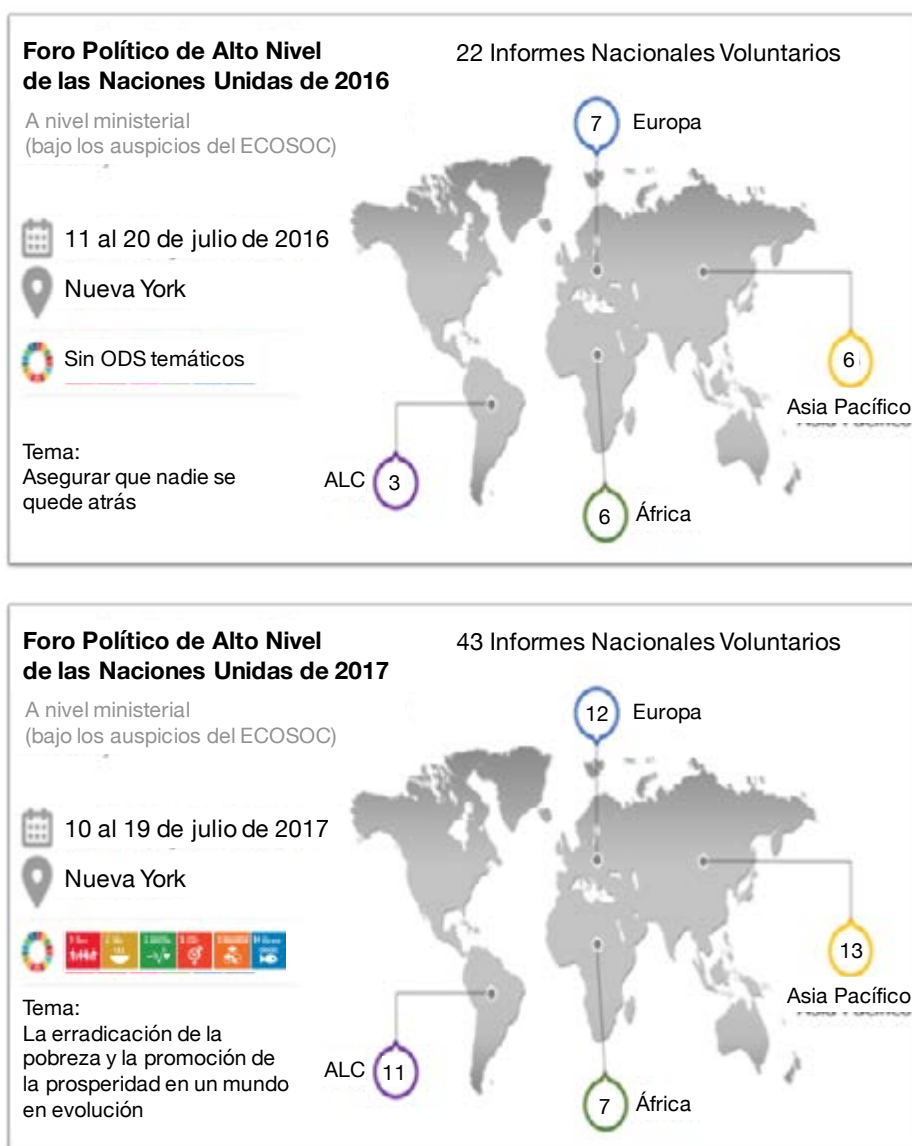 Foro Político de Alto Nivel
de las Naciones Unidas de 2016
22 Informes Nacionales Voluntarios
A nivel ministerial
(bajo los auspicios del ECOSOC)
7
Europa
11 al 20 de julio de 2016
Nueva York
Sin ODS temáticos
6
Asia Pacífico
Tema:
Asegurar que nadie se
quede atrás
ALC
3
6
África
Foro Político de Alto Nivel
de las Naciones Unidas de 2017
43 Informes Nacionales Voluntarios
A nivel ministerial
(bajo los auspicios del ECOSOC)
12
Europa
10 al 19 de julio de 2017
Nueva York
13
Asia Pacífico
Tema:
La erradicación de la
pobreza y la promoción de
la prosperidad en un mundo
en evolución
ALC
11
7
África